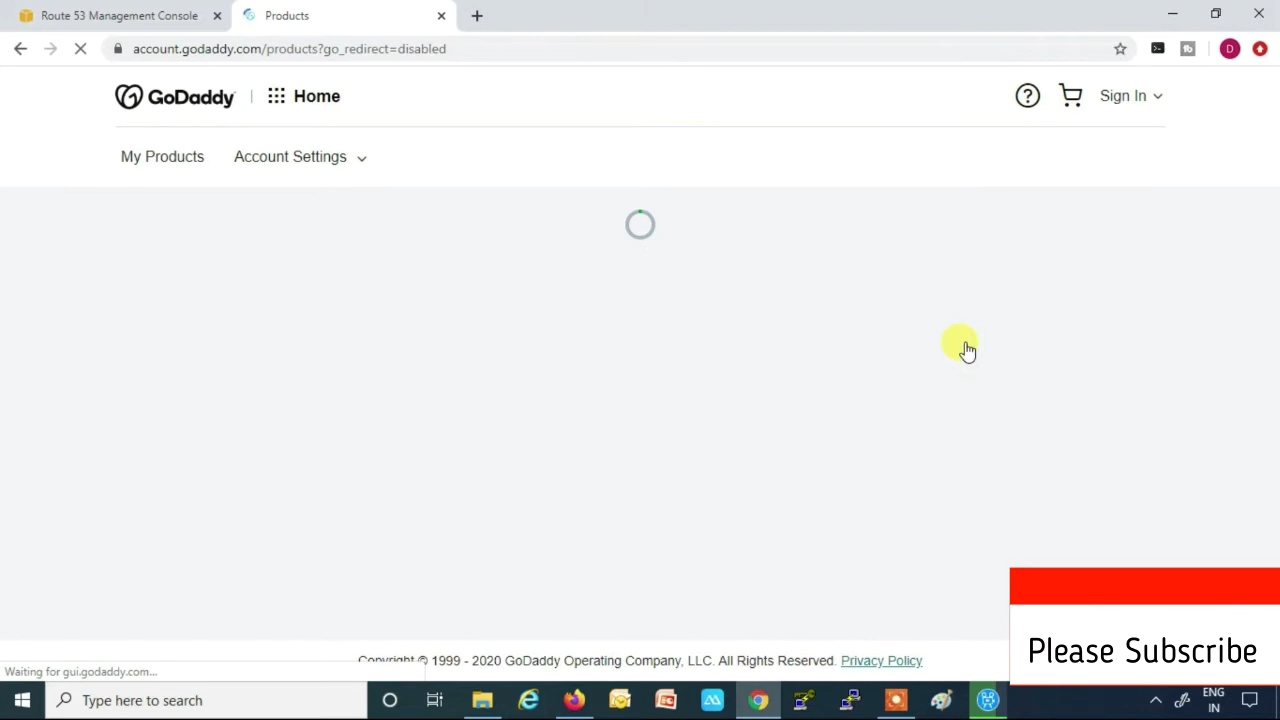 Route 53 Management Console
Products
account.godaddy.com/products?go_redirect=disabled
D
GoDaddy
Home
Sign In
My Products
Account Settings
Please Subscribe
Copyright © 1999 - 2020 GoDaddy Operating Company, LLC. All Rights Reserved. Privacy Policy
Waiting for gui.godaddy.com...
Type here to search
ENG
IN